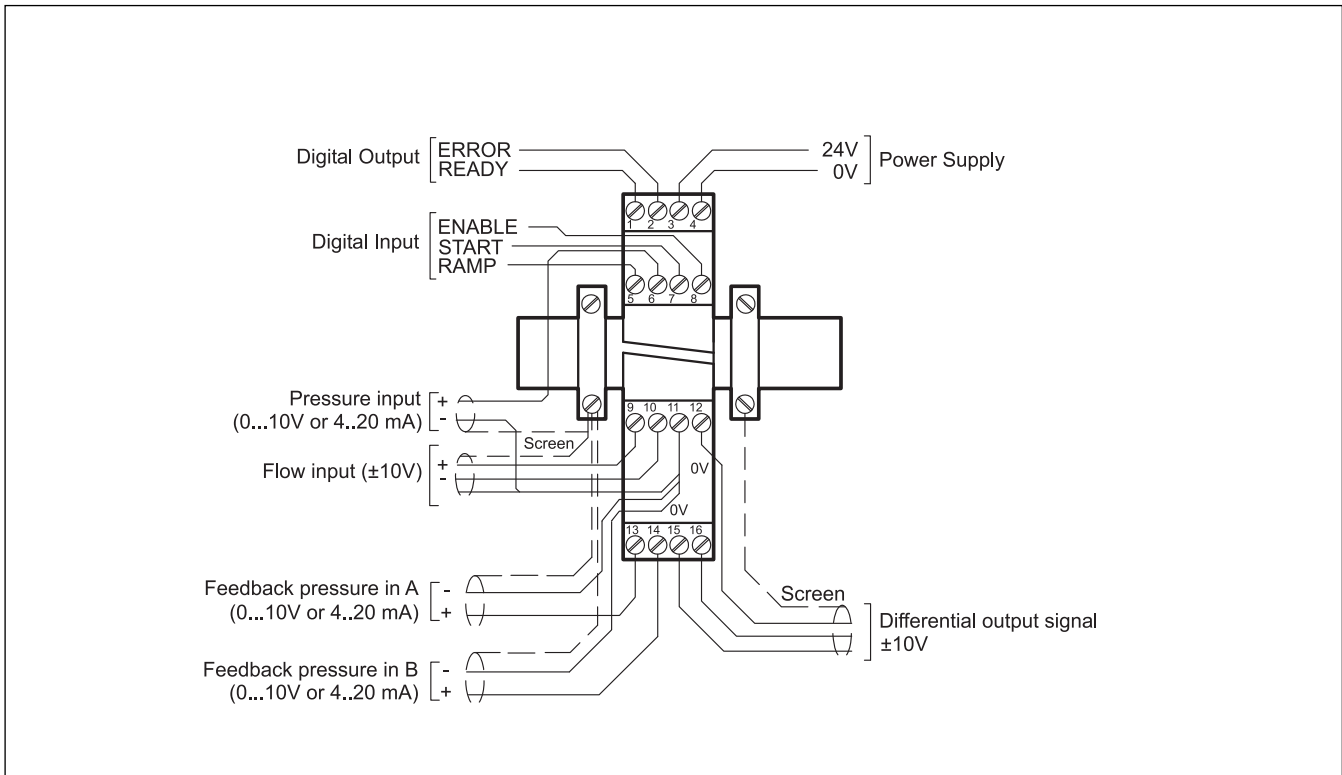 Digital Output
ERROR
READY
24V
0V
Power Supply
1 2 3 4
Digital Input
ENABLE
START
RAMP
5 6 7 8
Pressure input
(0...10V or 4..20 mA)
+
-
Screen
9 10 11 12
Flow input (±10V)
+
-
0V
0V
13 14 15 16
Feedback pressure in A
(0...10V or 4..20 mA)
-
+
Screen
Differential output signal
±10V
Feedback pressure in B
(0...10V or 4..20 mA)
-
+